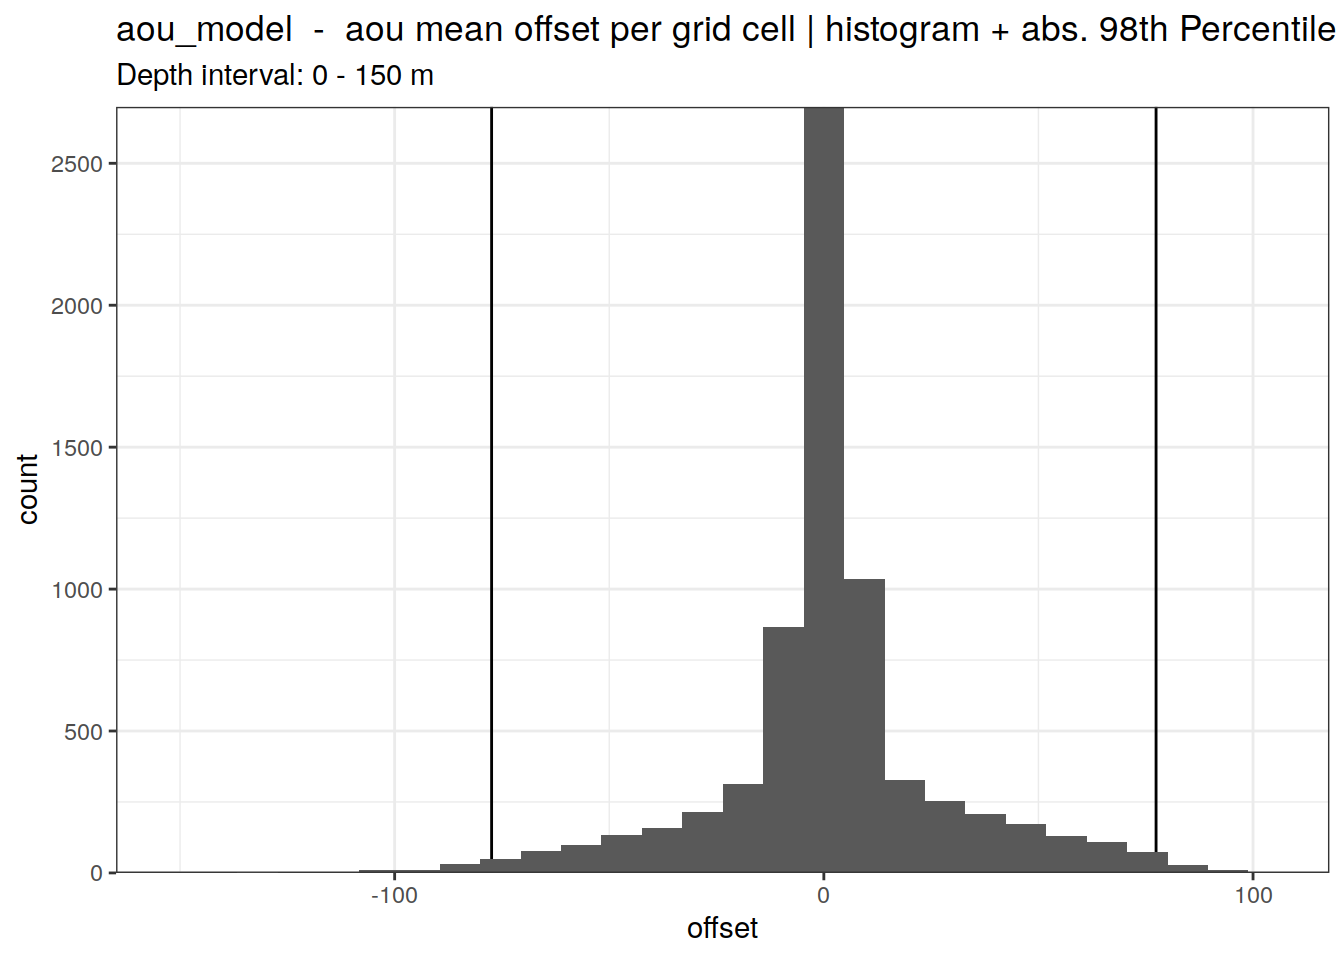 aou_model  -  aou mean offset per grid cell | histogram + abs. 98th Percentile
Depth interval: 0 - 150 m
2500
2000
1500
1000
500
0
count
-100 0 100
offset